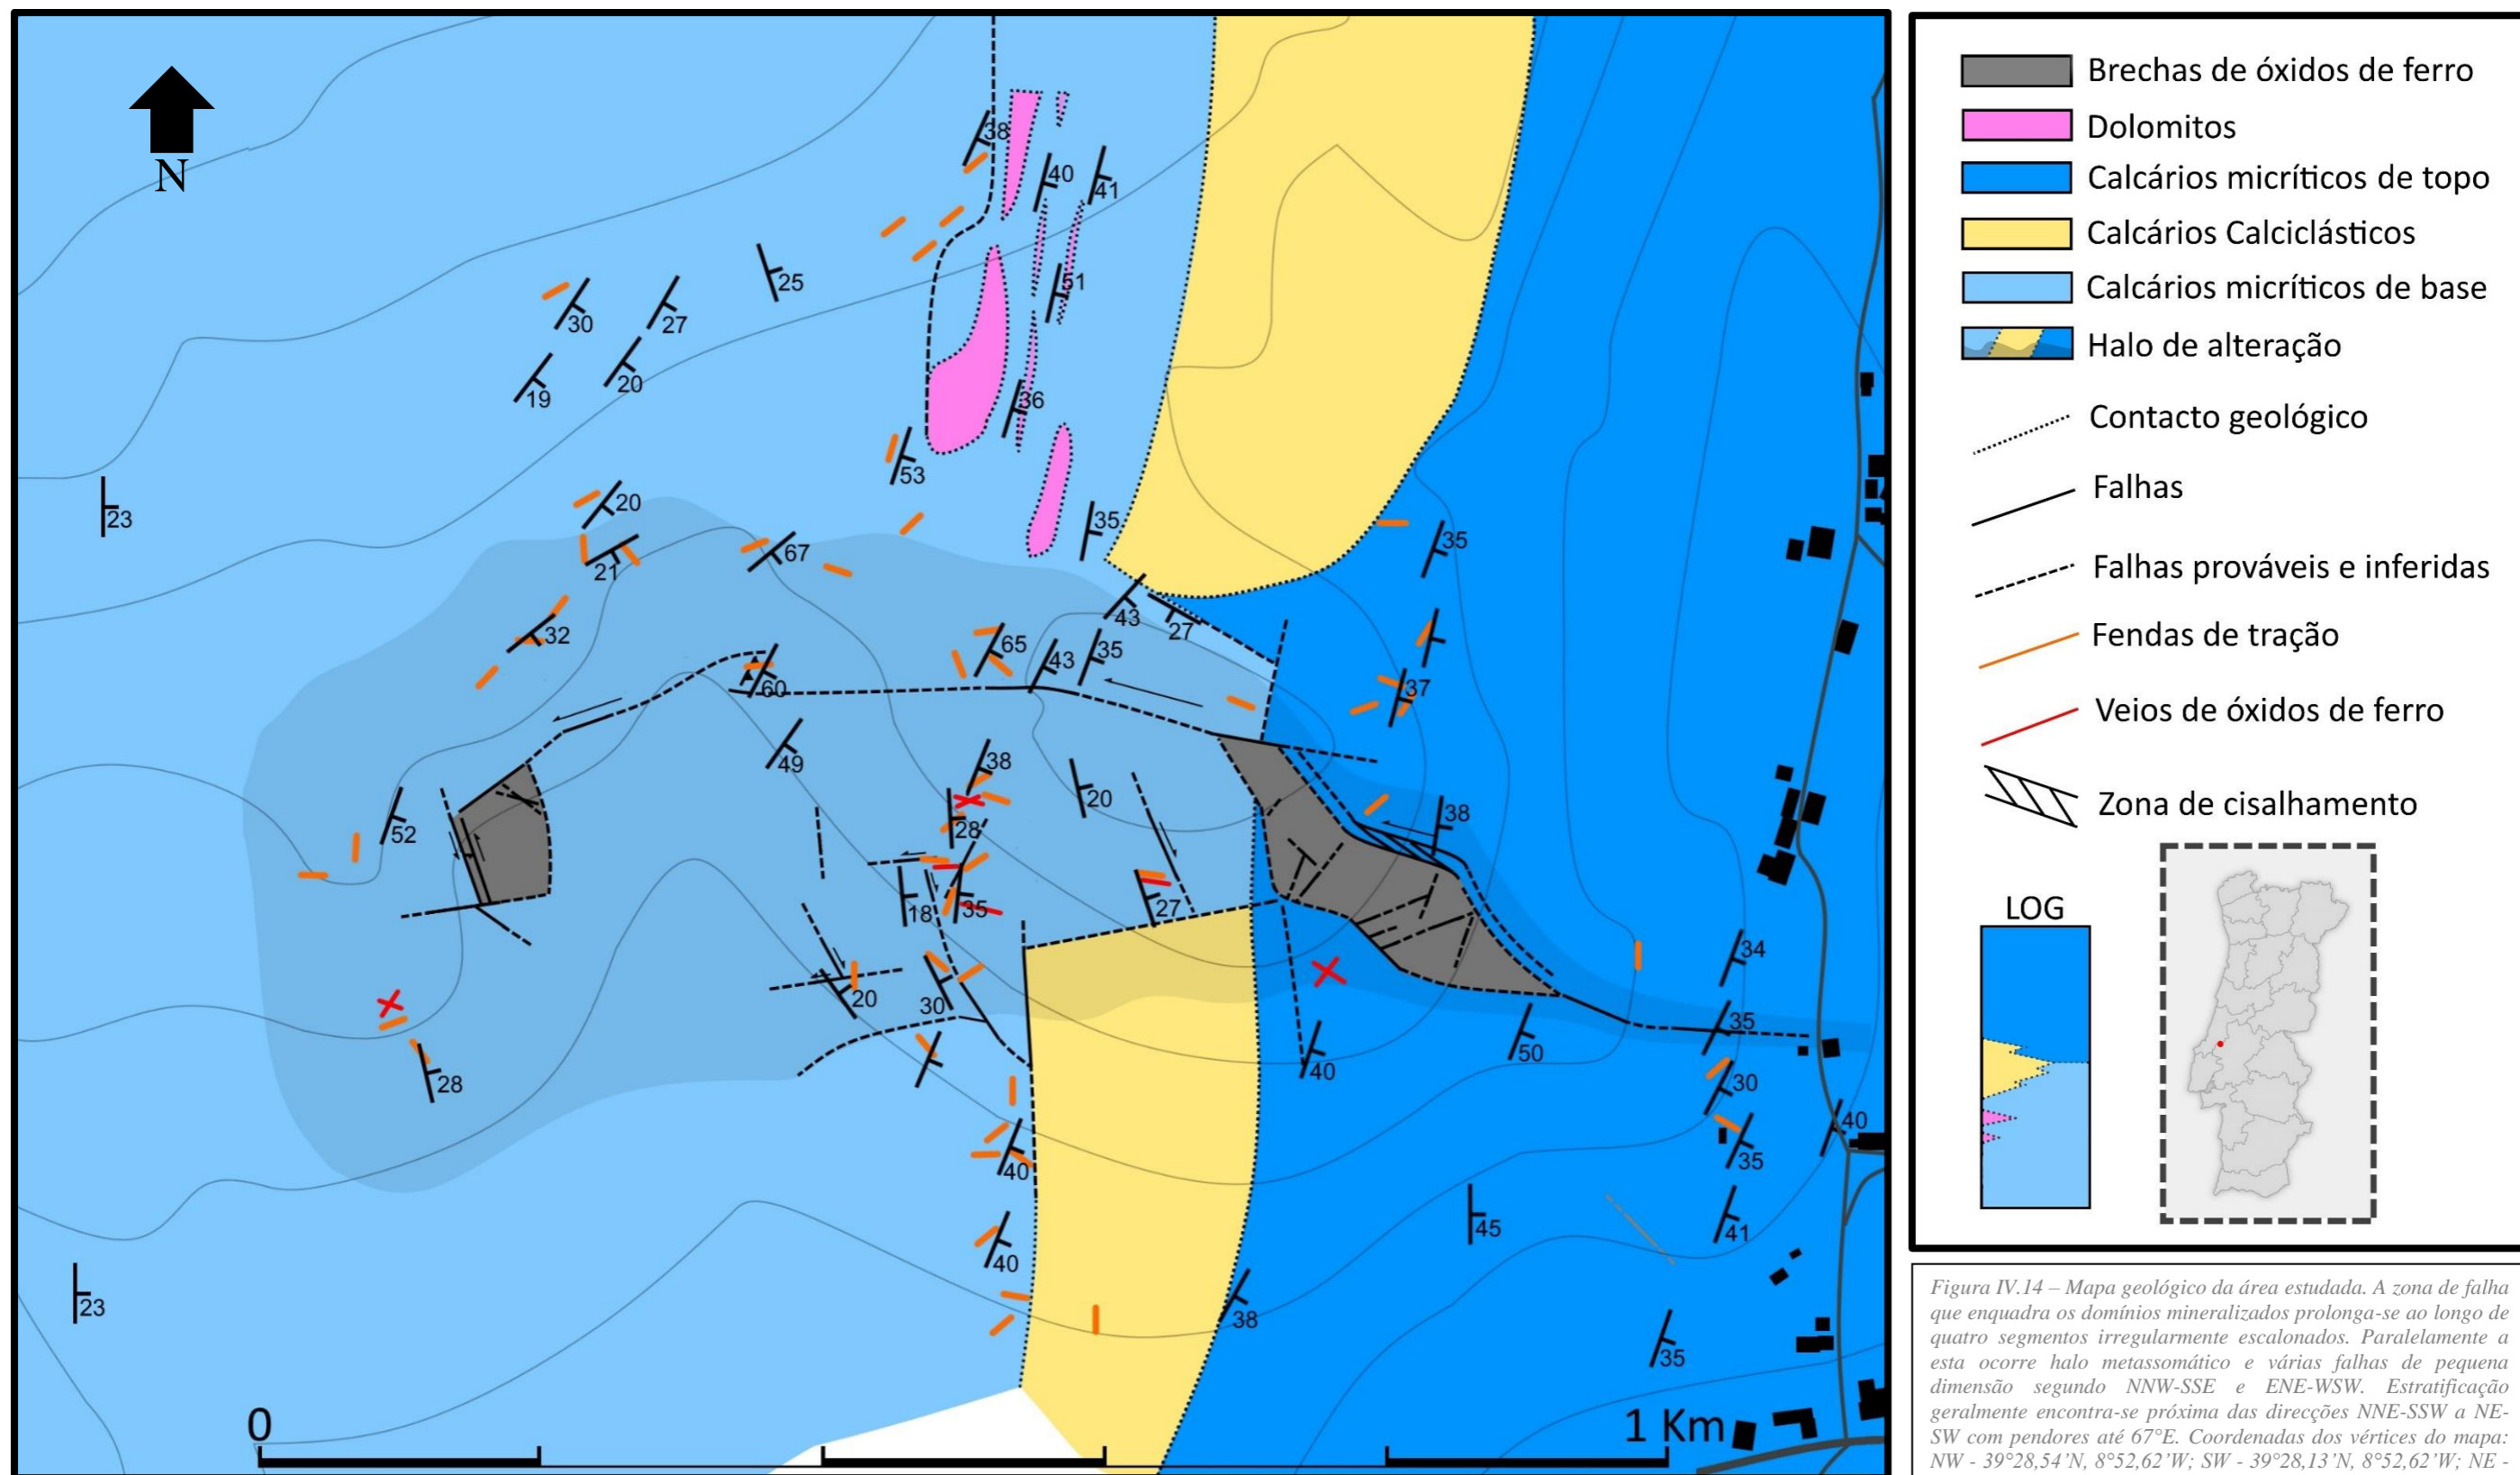 N
38
40
41
25
51
30
27
20
19
36
53
23
20
35
35
67
21
43
27
32
65
43
35
60
37
49
38
20
38
28
52
18
35
27
34
20
30
35
28
40
50
30
40
35
40
45
41
40
23
38
35
0
1 Km
Brechas de óxidos de ferro
Dolomitos
Calcários micríticos de topo
Calcários Calciclásticos
Calcários micríticos de base
Halo de alteração
Contacto geológico
Falhas
Falhas prováveis e inferidas
Fendas de tração
Veios de óxidos de ferro
Zona de cisalhamento
LOG
Figura IV.14 – Mapa geológico da área estudada. A zona de falha
que enquadra os domínios mineralizados prolonga-se ao longo de
quatro segmentos irregularmente escalonados. Paralelamente a
esta ocorre halo metassomático e várias falhas de pequena
dimensão segundo NNW-SSE e ENE-WSW. Estratificação
geralmente encontra-se próxima das direcções NNE-SSW a NE-
SW com pendores até 67°E. Coordenadas dos vértices do mapa:
NW - 39°28,54’N, 8°52,62’W; SW - 39°28,13’N, 8°52,62’W; NE -